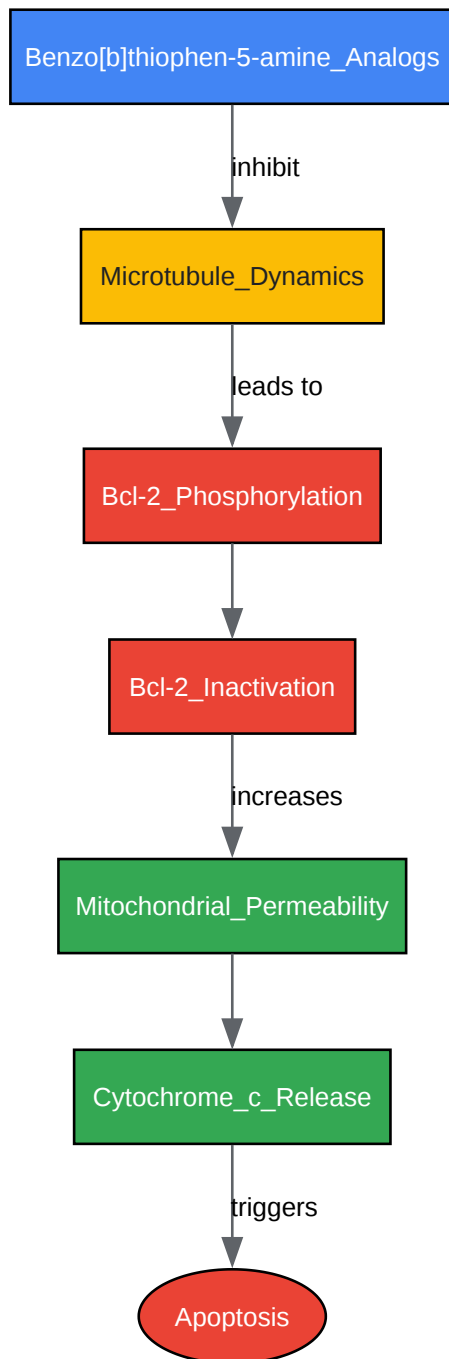 Benzo[b]thiophen-5-amine_Analogs
inhibit
Microtubule_Dynamics
leads to
Bcl-2_Phosphorylation
Bcl-2_Inactivation
increases
Mitochondrial_Permeability
Cytochrome_c_Release
triggers
Apoptosis